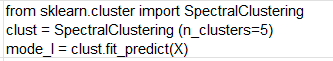 from sklearn.cluster import SpectralClustering
clust = SpectralClustering (n_clusters=5)
mode_l = clust.fit_predict(X)